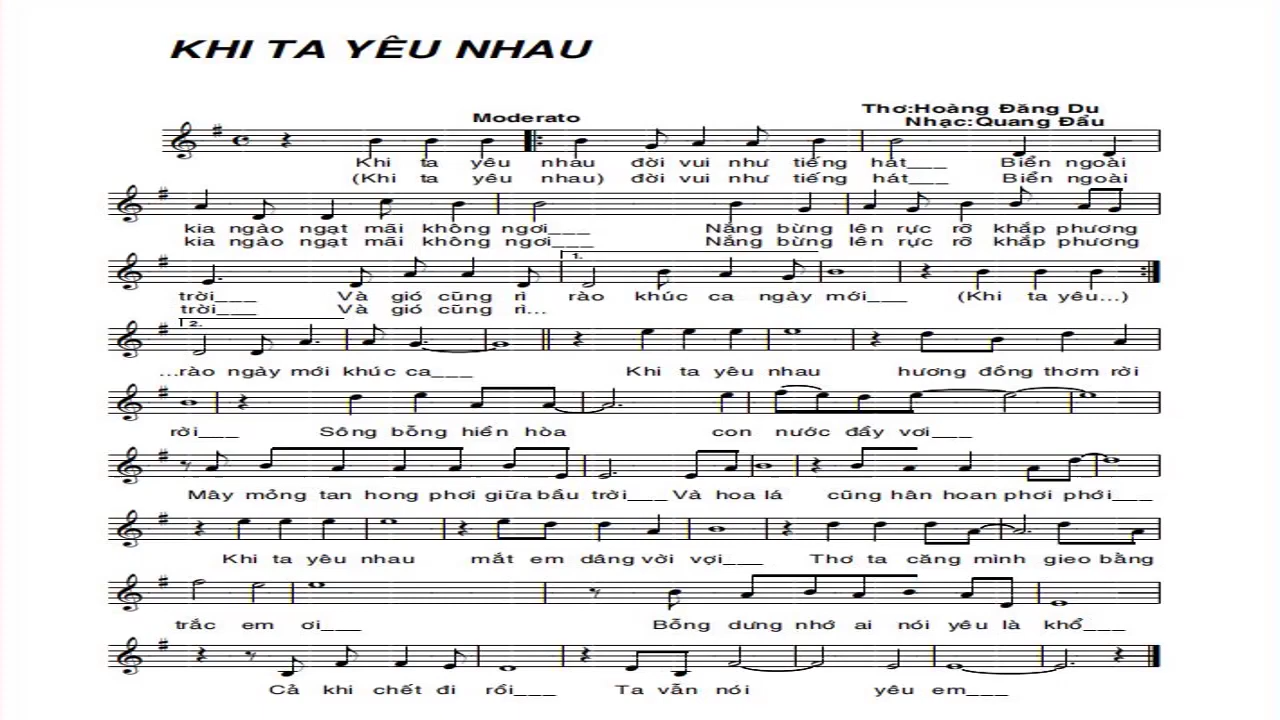 KHI TA YÊU NHAU
Thơ:Hoàng Đăng Du
Moderato
Nhạc:Quang Đẩu
Khi ta yêu nhau đời vui như tiếng hát___ Biển ngoài
(Khi ta yêu nhau) đời vui như tiếng hát___ Biển ngoài
kia ngào ngạt mãi không ngơi___ Nắng bừng lên rực rỡ khắp phương
kia ngào ngạt mãi không ngơi___ Nắng bừng lên rực rỡ khắp phương
1.
trời___ Và gió cũng rì rào khúc ca ngày mới___ (Khi ta yêu...)
trời___ Và gió cũng rì...
2.
...rào ngày mới khúc ca___ Khi ta yêu nhau hương đồng thơm rời
rời___ Sông bỗng hiền hòa con nước đầy vơi___
Mây mỏng tan hong phơi giữa bầu trời___ Và hoa lá cũng hân hoan phơi phới___
Khi ta yêu nhau mắt em dâng vời vợi___ Thơ ta căng mình gieo bằng
trắc em ơi___ Bỗng dưng nhớ ai nói yêu là khổ___
Cả khi chết đi rồi___ Ta vẫn nói yêu em___